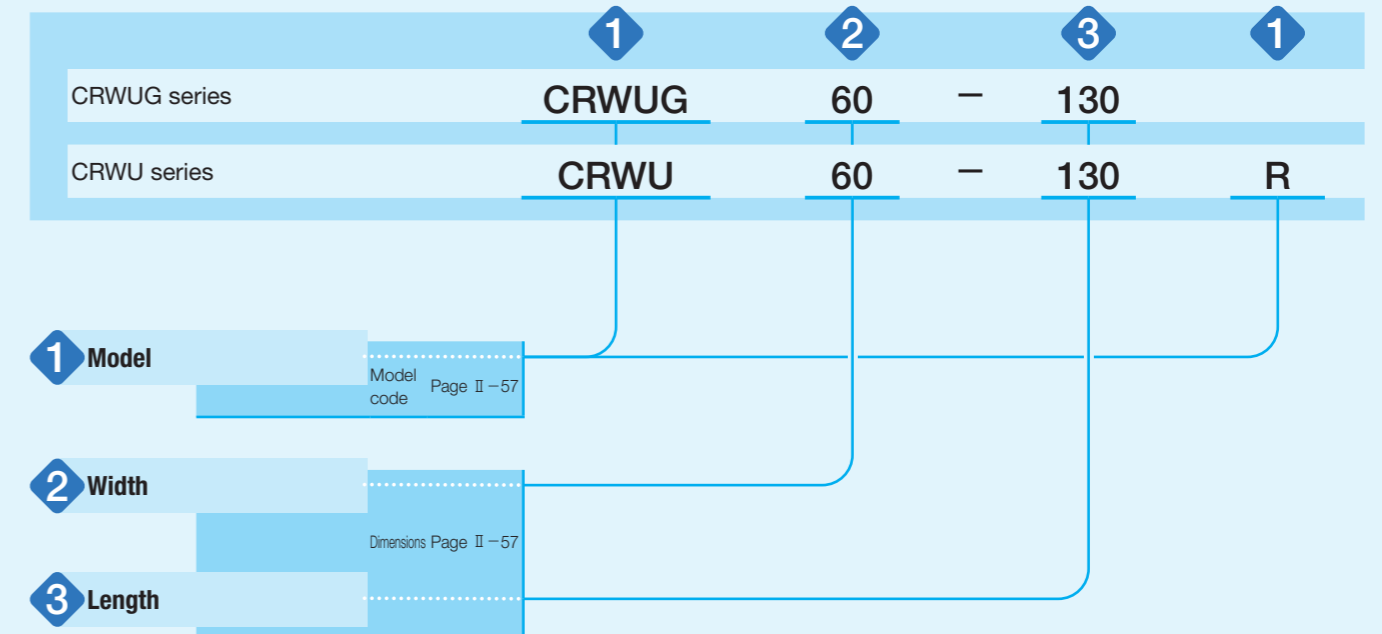 1 2 3 1
CRWUG series CRWUG 60 − 130
CRWU series CRWU 60 − 130 R
1 Model
Model code Page Ⅱ−57
2 Width
Dimensions Page Ⅱ−57
3 Length